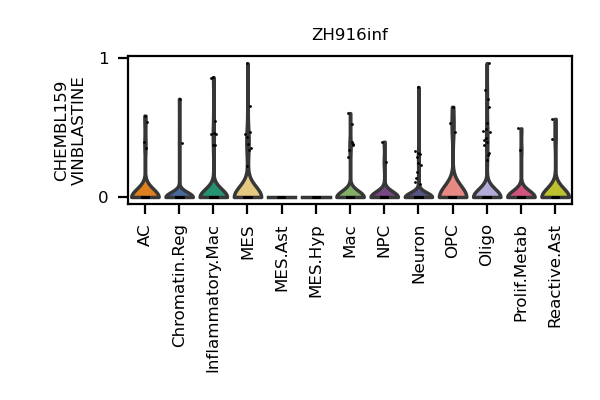 ZH916inf
CHEMBL159
VINBLASTINE
1
0
AC
Chromatin.Reg
Inflammatory.Mac
MES
MES.Ast
MES.Hyp
Mac
NPC
Neuron
OPC
Oligo
Prolif.Metab
Reactive.Ast